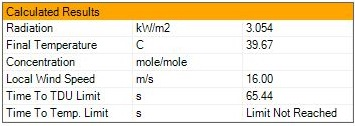 Calculated Results
Radiation kW/m2 3.054
Final Temperature C 39.67
Concentration mole/mole
Local Wind Speed m/s 16.00
Time To TDU Limit s 65.44
Time To Temp. Limit s Limit Not Reached